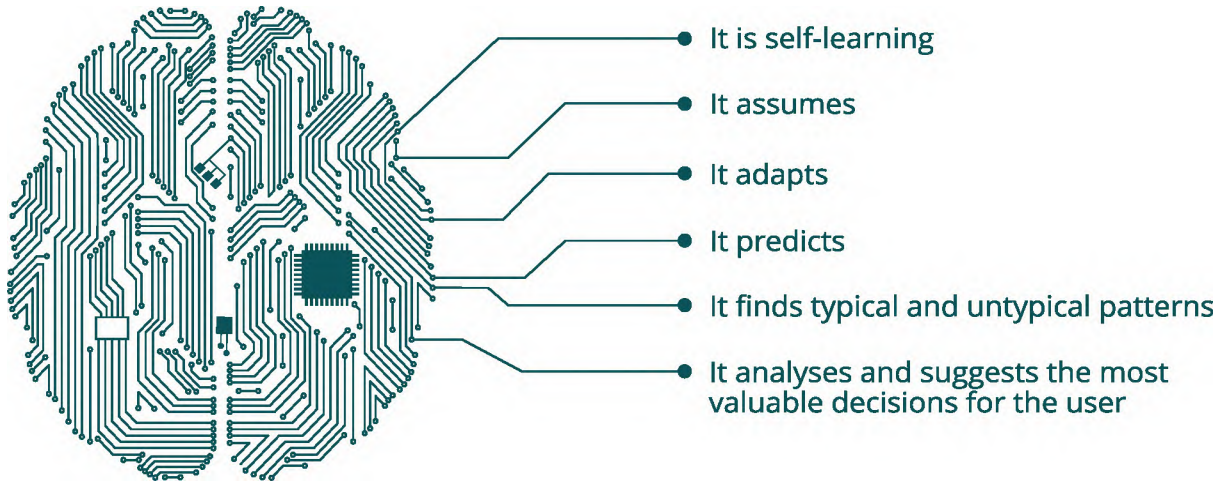 It is self-learning
It assumes
It adapts
It predicts
It finds typical and untypical patterns
It analyses and suggests the most
valuable decisions for the user